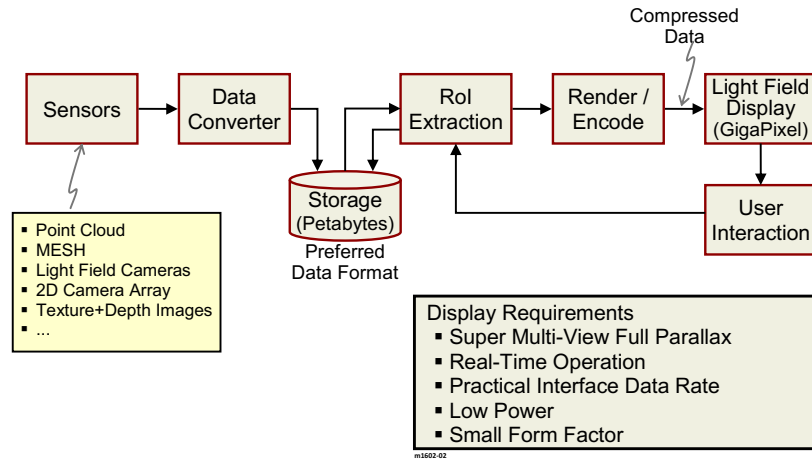 Compressed
Data
Sensors
Data
Converter
RoI
Extraction
Render /
Encode
Light Field
Display
(GigaPixel)
Storage
(Petabytes)
Preferred
Data Format
User
Interaction
▪ Point Cloud
▪ MESH
▪ Light Field Cameras
▪ 2D Camera Array
▪ Texture+Depth Images
▪ ...
Display Requirements
▪ Super Multi-View Full Parallax
▪ Real-Time Operation
▪ Practical Interface Data Rate
▪ Low Power
▪ Small Form Factor
m1602-02